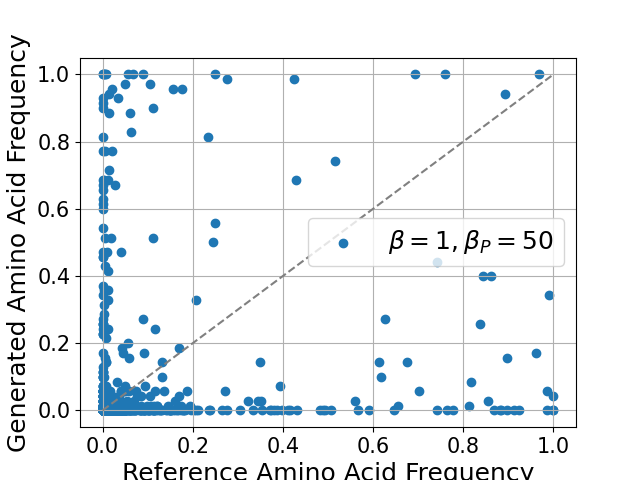 Generated Amino Acid Frequency
1.0
0.8
0.6
0.4
0.2
0.0
β = 1, β_P = 50
0.0 0.2 0.4 0.6 0.8 1.0
Reference Amino Acid Frequency